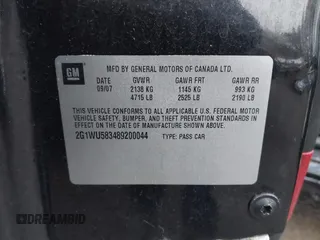 GM
MFD BY GENERAL MOTORS OF CANADA LTD.
DATE GVWR GAWR FRT GAWR RR
09/07 2138 KG 1145 KG 993 KG
4715 LB 2525 LB 2190 LB
THIS VEHICLE CONFORMS TO ALL APPLICABLE U.S. FEDERAL MOTOR
VEHICLE SAFETY, BUMPER, AND THEFT PREVENTION STANDARDS IN
EFFECT ON THE DATE OF MANUFACTURE SHOWN ABOVE.
2G1WU583489200044 TYPE: PASS CAR
DREAMBID